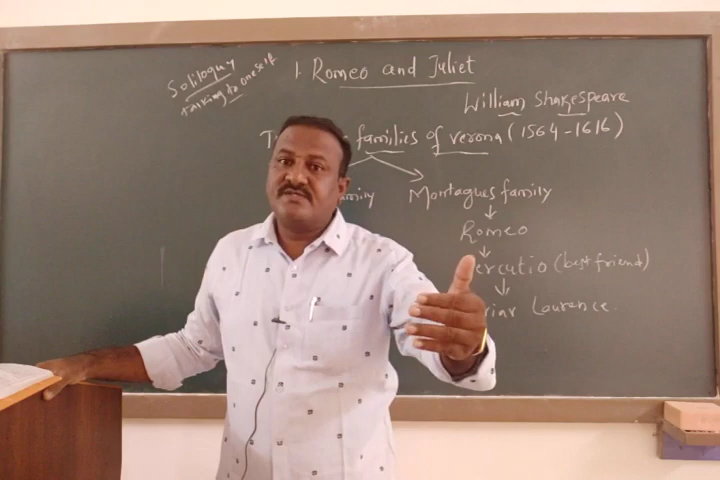 Soliloquy
Talking to oneself
1. Romeo and Juliet
William Shakespeare
families of verona (1564-1616)
Montagues family
Romeo
(best friend)
Laurence